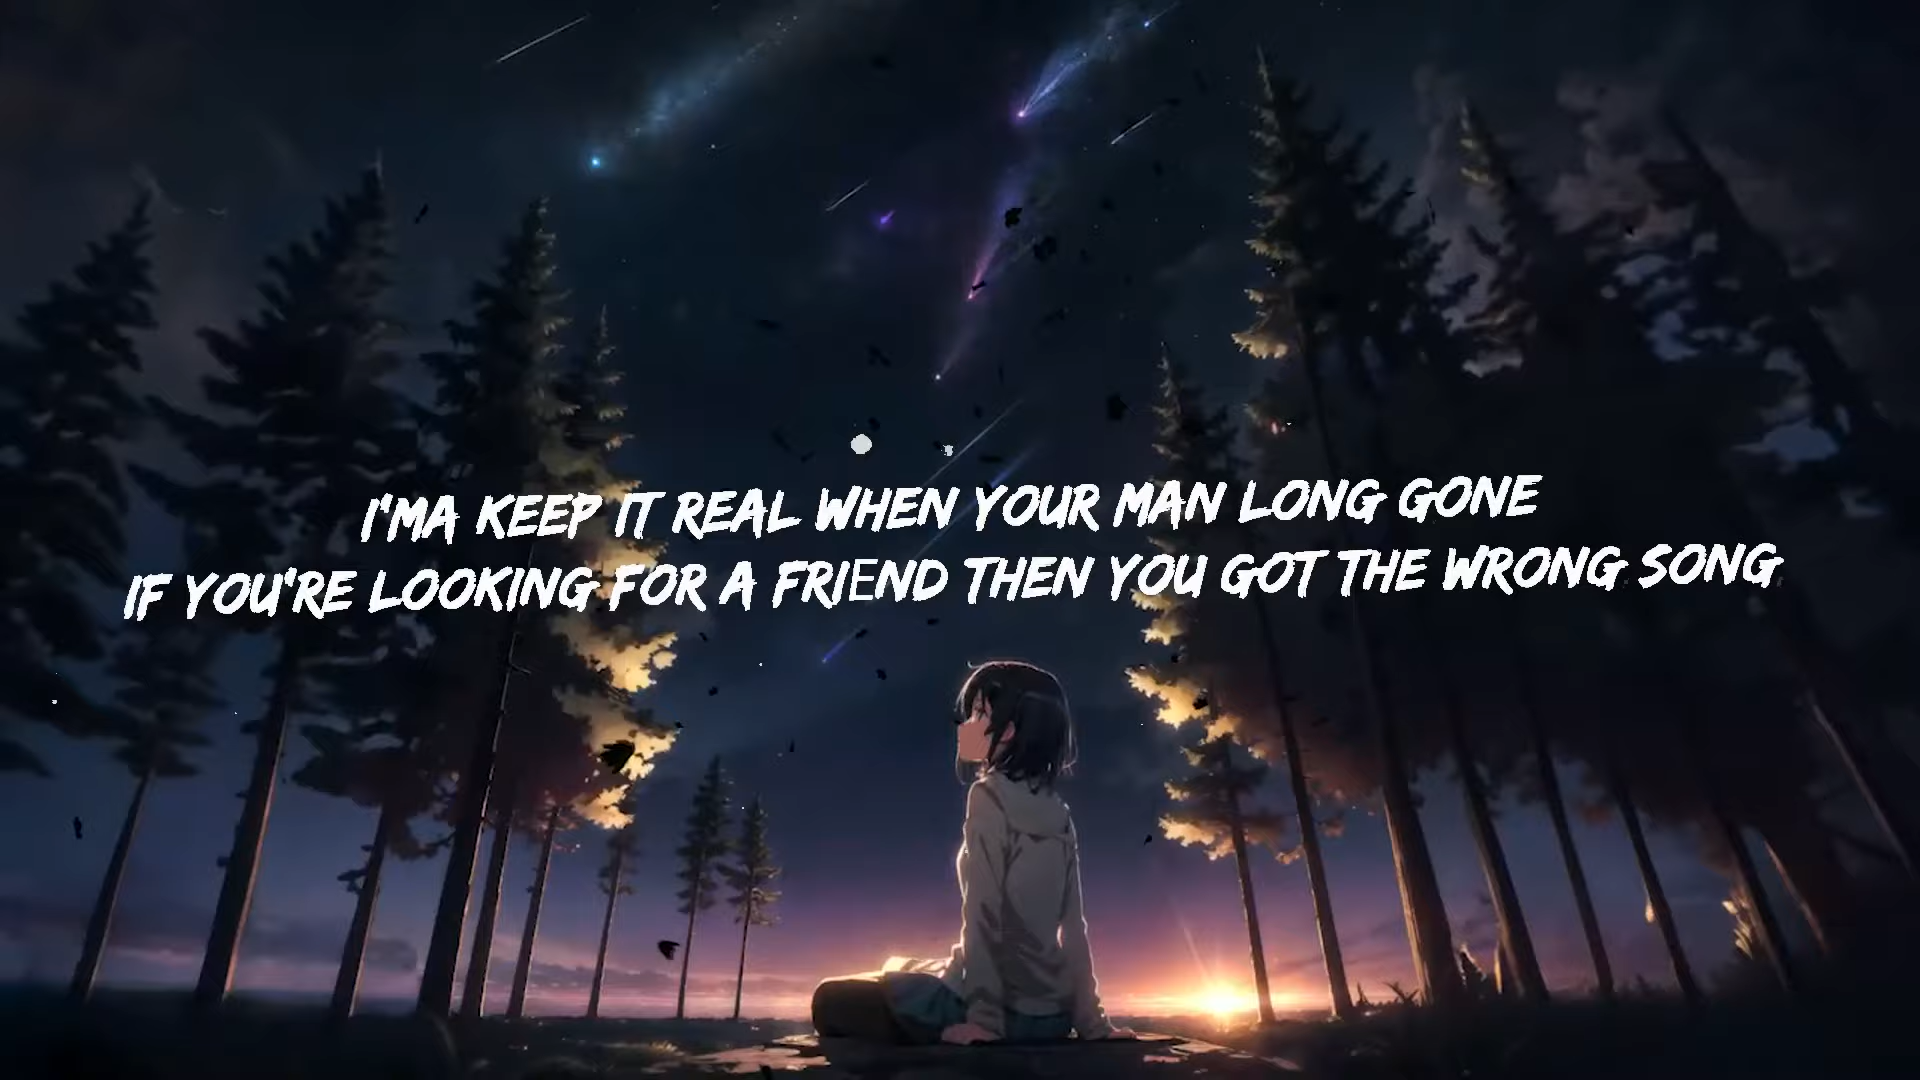 I'MA KEEP IT REAL WHEN YOUR MAN LONG GONE
IF YOU'RE LOOKING FOR A FRIEND THEN YOU GOT THE WRONG SONG